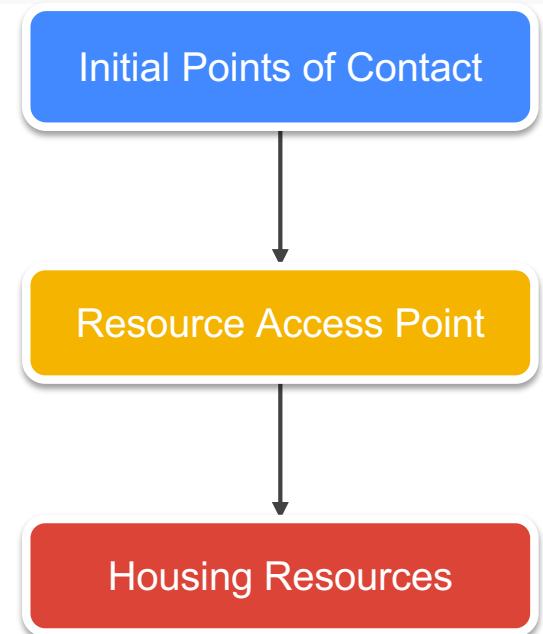 Initial Points of Contact
Resource Access Point
Housing Resources